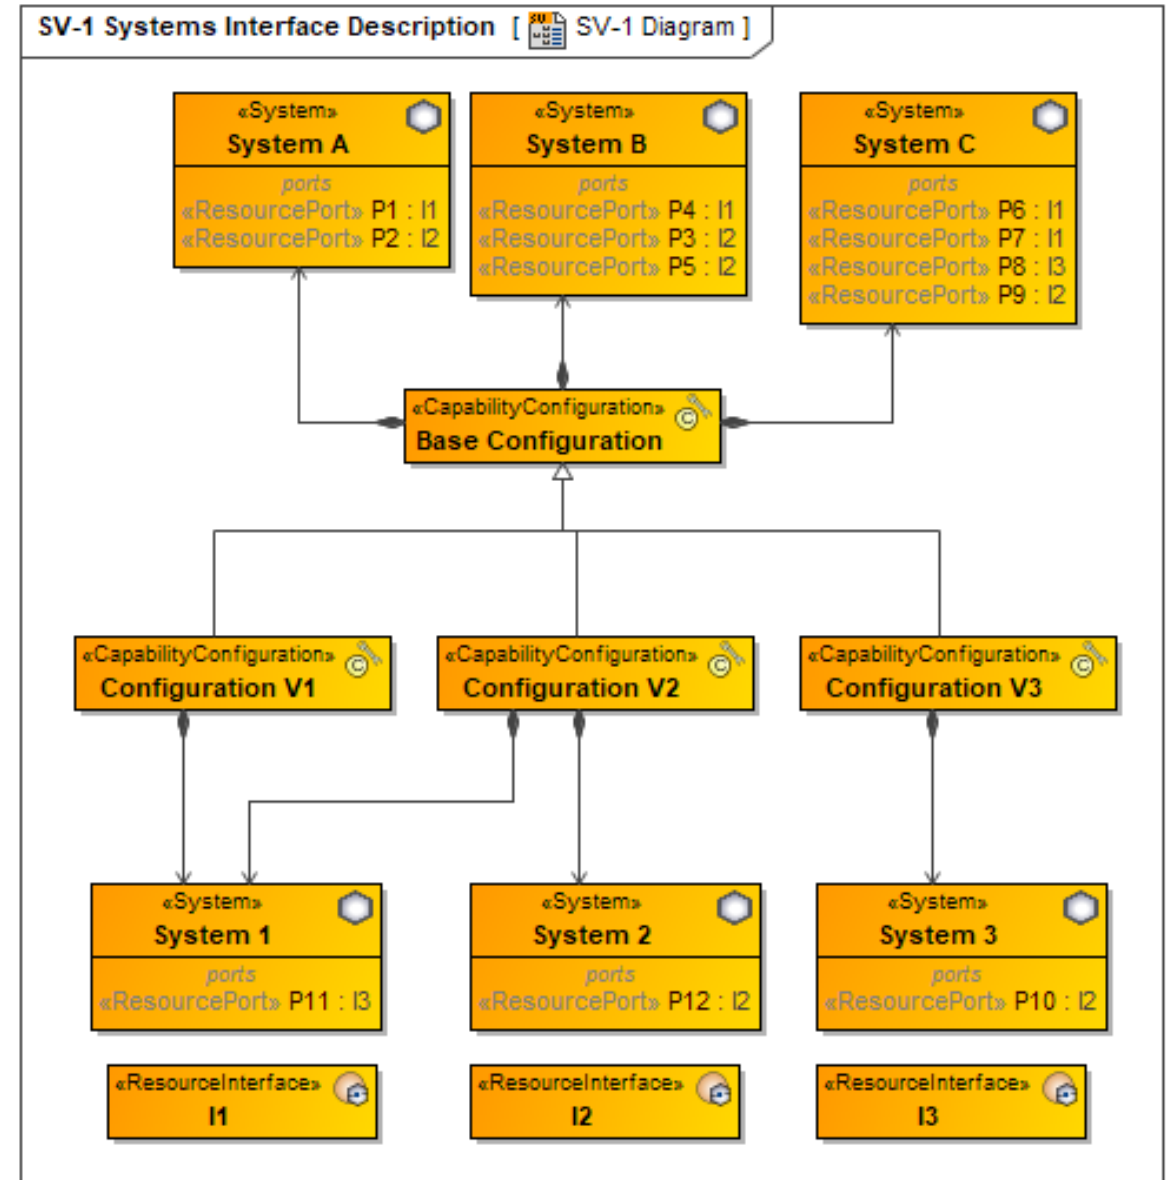 SV-1 Systems Interface Description [ SV-1 Diagram ]
«System»
System A
ports
«ResourcePort» P1 : I1
«ResourcePort» P2 : I2
«System»
System B
ports
«ResourcePort» P4 : I1
«ResourcePort» P3 : I2
«ResourcePort» P5 : I2
«System»
System C
ports
«ResourcePort» P6 : I1
«ResourcePort» P7 : I1
«ResourcePort» P8 : I3
«ResourcePort» P9 : I2
«CapabilityConfiguration»
Base Configuration
«CapabilityConfiguration»
Configuration V1
«CapabilityConfiguration»
Configuration V2
«CapabilityConfiguration»
Configuration V3
«System»
System 1
ports
«ResourcePort» P11 : I3
«System»
System 2
ports
«ResourcePort» P12 : I2
«System»
System 3
ports
«ResourcePort» P10 : I2
«ResourceInterface»
I1
«ResourceInterface»
I2
«ResourceInterface»
I3